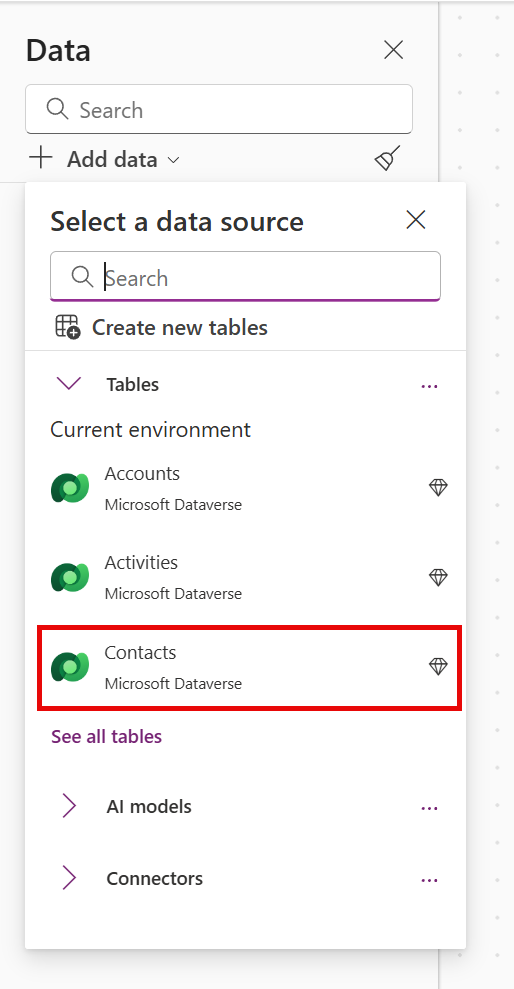 Data
Search
Add data
Select a data source
Search
Create new tables
Tables
Current environment
Accounts
Microsoft Dataverse
Activities
Microsoft Dataverse
Contacts
Microsoft Dataverse
See all tables
AI models
Connectors